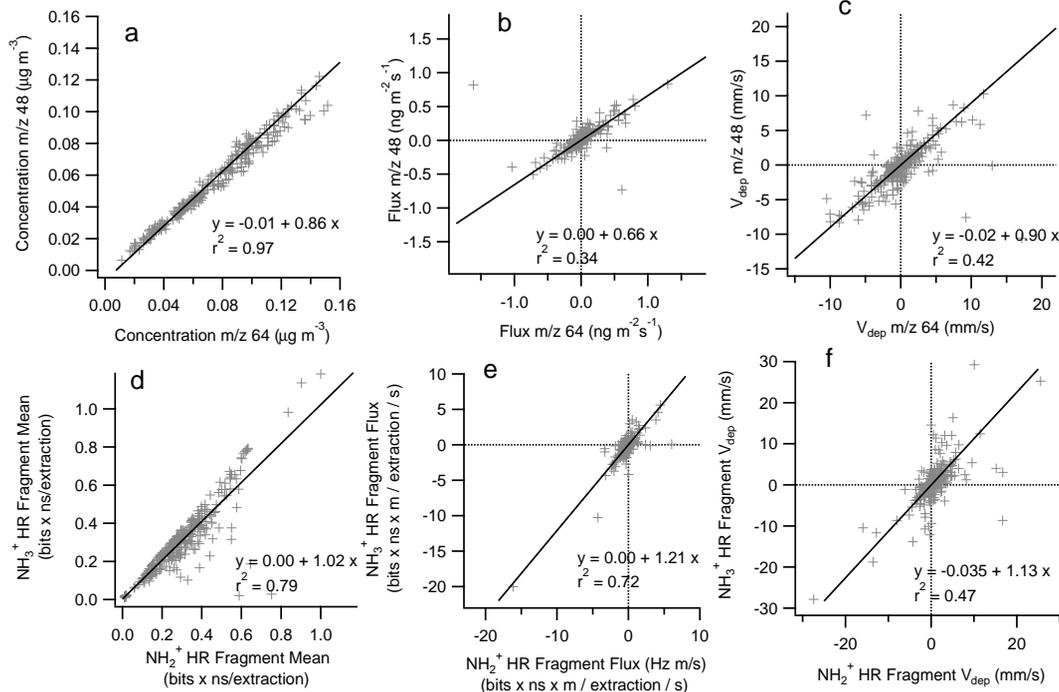 a
Concentration m/z 48 (µg m-3)
0.16
0.14
0.12
0.10
0.08
0.06
0.04
0.02
0.00
y = -0.01 + 0.86 x
r2 = 0.97
0.00 0.04 0.08 0.12 0.16
Concentration m/z 64 (µg m-3)
b
Flux m/z 48 (ng m-2 s-1)
1.5
1.0
0.5
0.0
-0.5
-1.0
-1.5
y = 0.00 + 0.66 x
r2 = 0.34
-1.0 0.0 1.0
Flux m/z 64 (ng m-2s-1)
c
Vdep m/z 48 (mm/s)
20
15
10
5
0
-5
-10
-15
y = -0.02 + 0.90 x
r2 = 0.42
-10 0 10 20
Vdep m/z 64 (mm/s)
d
NH3+ HR Fragment Mean
(bits x ns/extraction)
1.0
0.8
0.6
0.4
0.2
0.0
y = 0.00 + 1.02 x
r2 = 0.79
0.0 0.2 0.4 0.6 0.8 1.0
NH2+ HR Fragment Mean
(bits x ns/extraction)
e
NH3+ HR Fragment Flux
(bits x ns x m / extraction / s)
10
5
0
-5
-10
-15
-20
y = 0.00 + 1.21 x
r2 = 0.72
-20 -10 0 10
NH2+ HR Fragment Flux (Hz m/s)
(bits x ns x m / extraction / s)
f
NH3+ HR Fragment Vdep (mm/s)
30
20
10
0
-10
-20
-30
y = -0.035 + 1.13 x
r2 = 0.47
-20 0 20
NH2+ HR Fragment Vdep (mm/s)